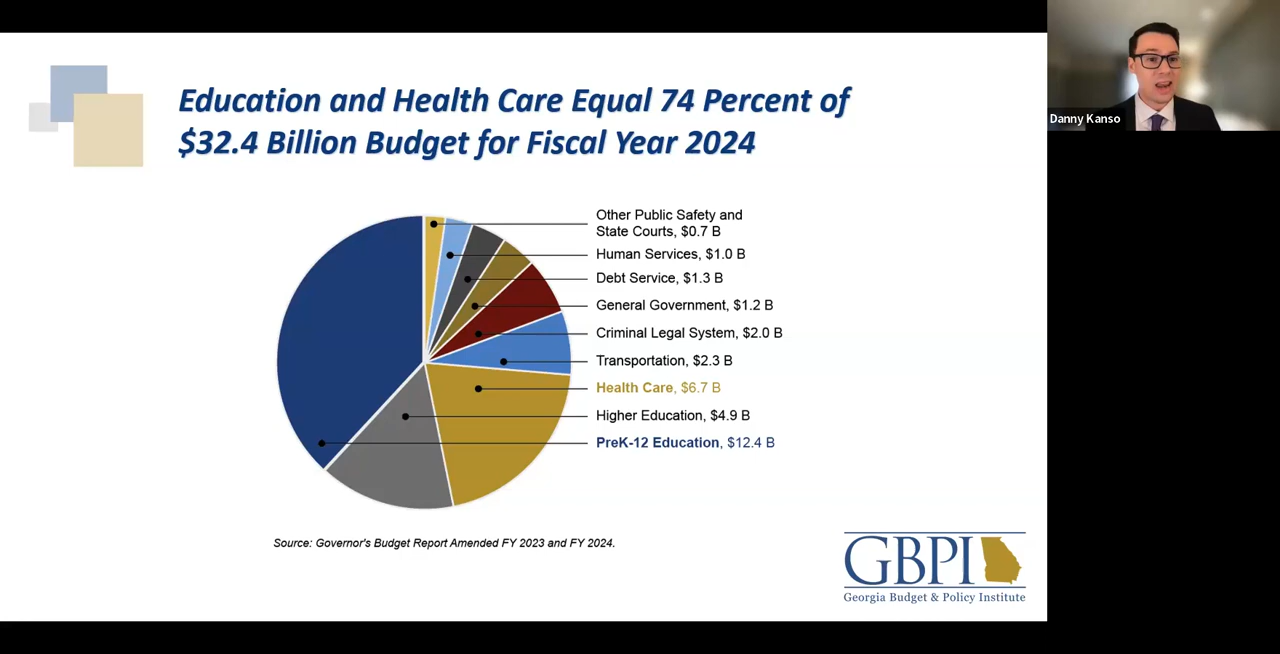 Education and Health Care Equal 74 Percent of
$32.4 Billion Budget for Fiscal Year 2024
Danny Kanso
Other Public Safety and
State Courts, $0.7 B
Human Services, $1.0 B
Debt Service, $1.3 B
General Government, $1.2 B
Criminal Legal System, $2.0 B
Transportation, $2.3 B
Health Care, $6.7 B
Higher Education, $4.9 B
PreK-12 Education, $12.4 B
Source: Governor's Budget Report Amended FY 2023 and FY 2024.
GBPI
Georgia Budget & Policy Institute